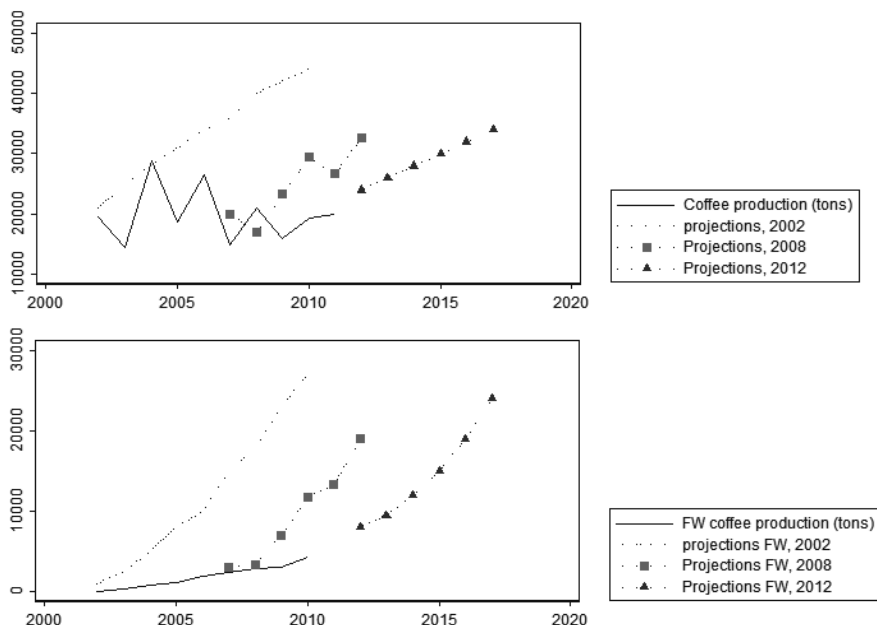 50000
40000
30000
20000
10000
2000 2005 2010 2015 2020
Coffee production (tons)
projections, 2002
Projections, 2008
Projections, 2012
30000
20000
10000
0
2000 2005 2010 2015 2020
FW coffee production (tons)
projections FW, 2002
Projections FW, 2008
Projections FW, 2012